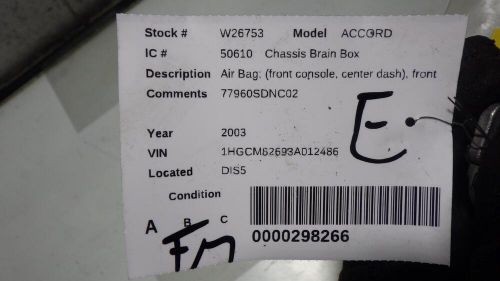 Stock # W26753 Model ACCORD
IC # 50610 Chassis Brain Box
Description Air Bag; (front console, center dash), front
Comments 77960SDNC02
E
Year 2003
VIN 1HGCM62693A012486
Located DIS5
Condition
A B C
0000298266